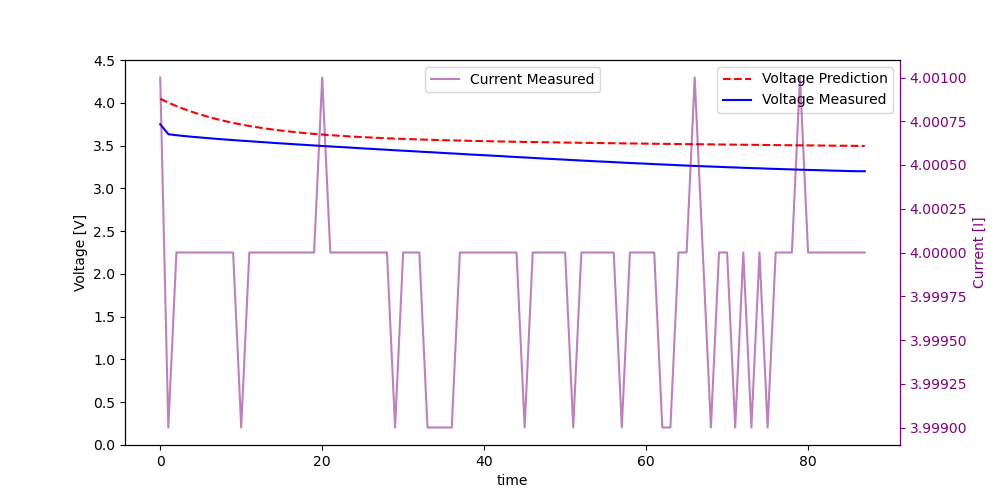 Current Measured
Voltage Prediction
Voltage Measured
4.5
4.0
3.5
3.0
2.5
2.0
1.5
1.0
0.5
0.0
Voltage [V]
4.00100
4.00075
4.00050
4.00025
4.00000
3.99975
3.99950
3.99925
3.99900
Current [I]
0 20 40 60 80
time